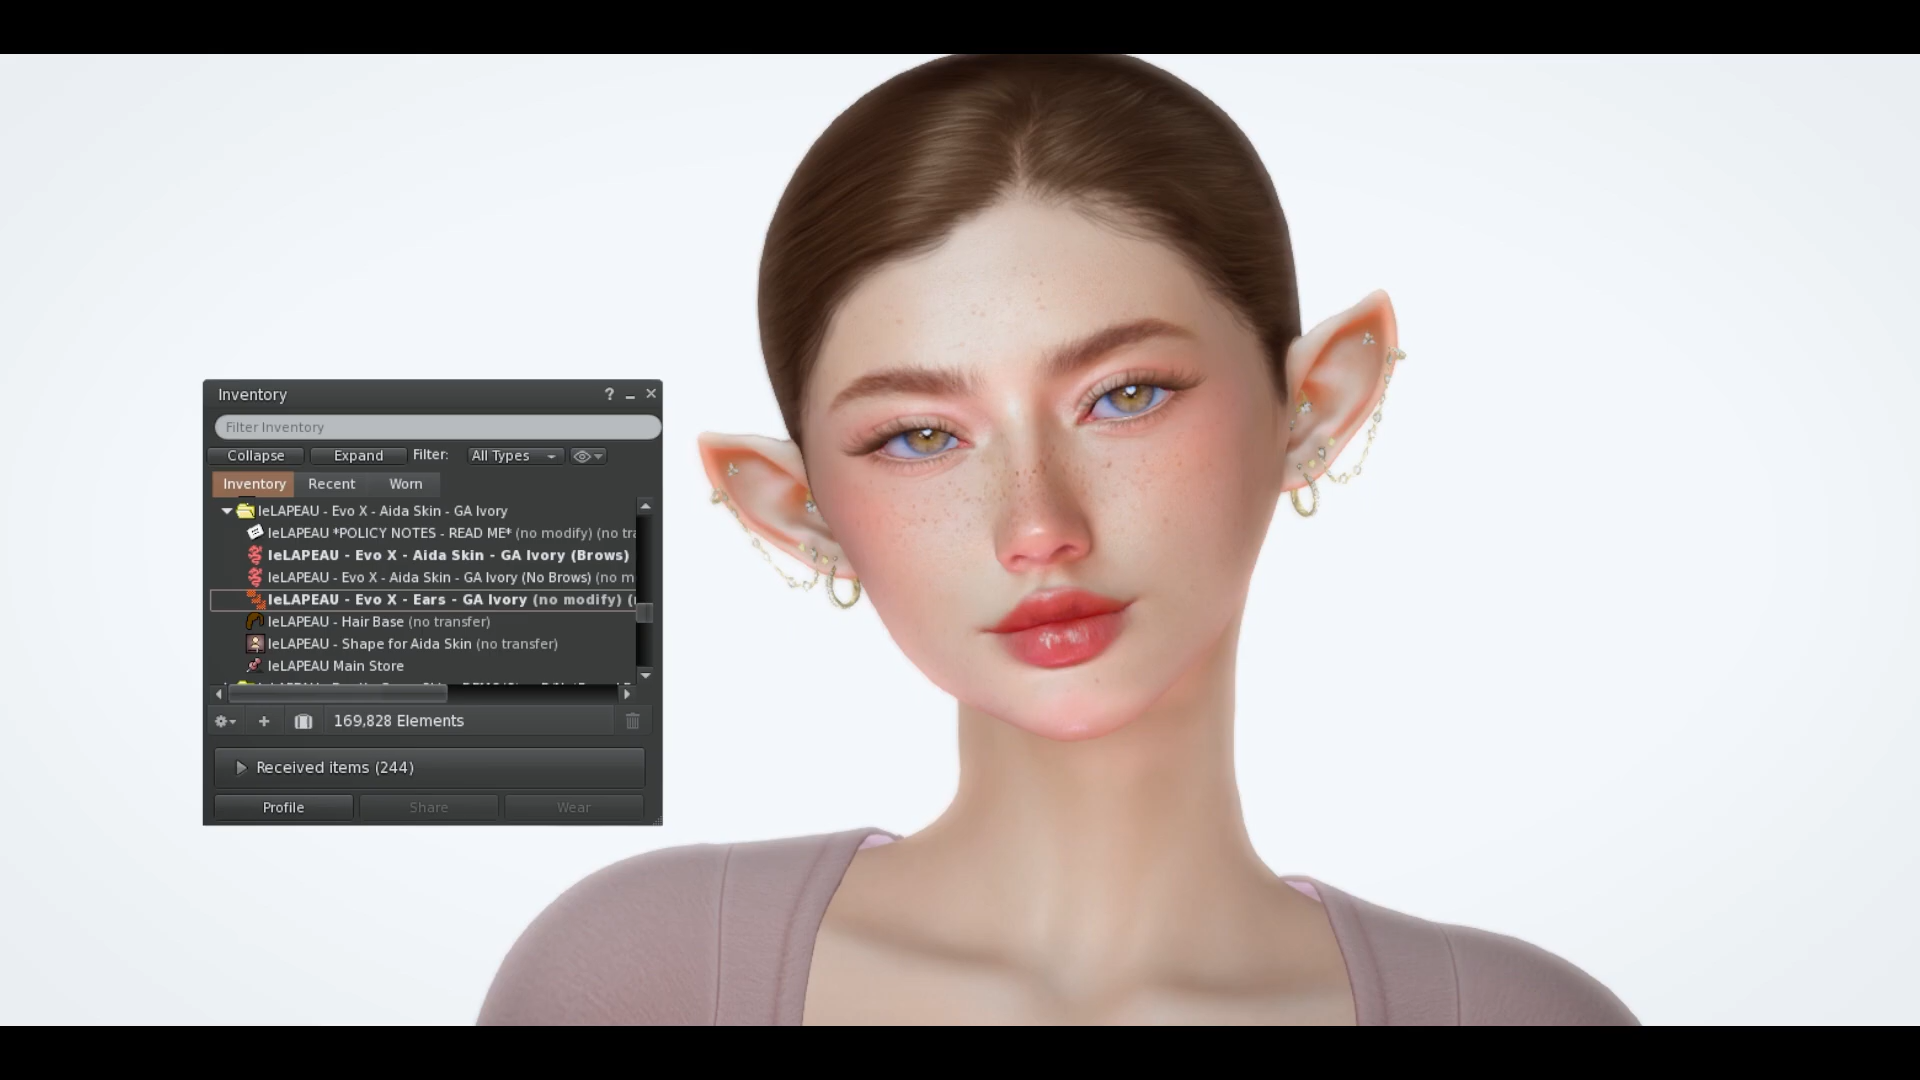 Inventory ?
Filter Inventory
Collapse Expand Filter: All Types
Inventory Recent Worn
leLAPEAU - Evo X - Aida Skin - GA Ivory
leLAPEAU *POLICY NOTES - READ ME* (no modify) (no tra
leLAPEAU - Evo X - Aida Skin - GA Ivory (Brows)
leLAPEAU - Evo X - Aida Skin - GA Ivory (No Brows) (no m
leLAPEAU - Evo X - Ears - GA Ivory (no modify) (
leLAPEAU - Hair Base (no transfer)
leLAPEAU - Shape for Aida Skin (no transfer)
leLAPEAU Main Store
169,828 Elements
Received items (244)
Profile Share Wear